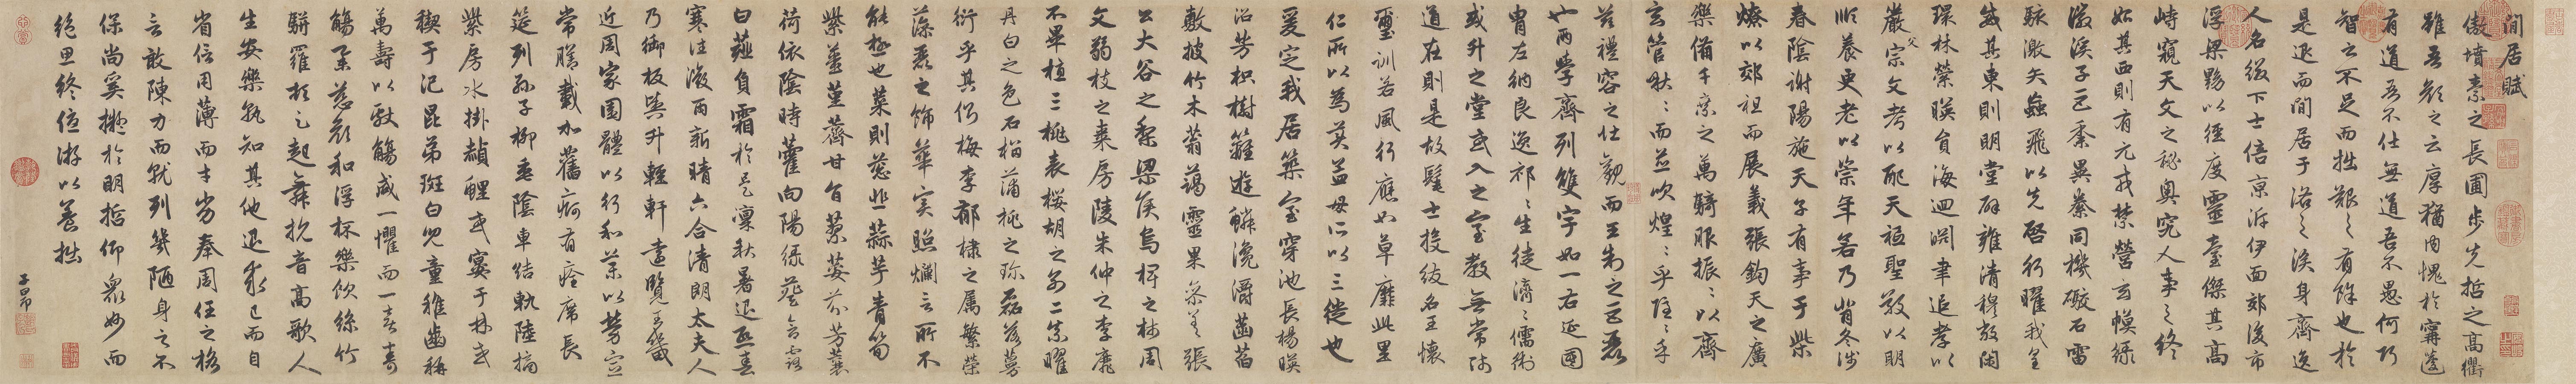 閒居賦
傲墳素之長圃步先哲之高衢
雖吾顏之云厚猶內愧於甯蘧
有道吾不仕無道吾不愚何巧
智之不足而拙艱之有餘也於
是退而閒居于洛之涘身齊逸
人名綴下士倍京泝伊面郊後市
浮梁黝以徑度靈臺傑其高
峙窺天文之秘奧究人事之終
始其西則有元戎禁營玄幙綠
徽溪子巨黍異絭同機礮石雷
駭激矢蝱飛以先啓行曜我皇
威其東則明堂辟雍清穆敞閑
環林縈暎負海迴淵聿追孝以
嚴父宗文考以配天秪聖敬以明
順養更老以崇年若乃背冬涉
春陰謝陽施天子有事于柴
燎以郊祖而展義張鈞天之廣
樂備千乘之萬騎服振〻以齊
玄管啾〻而並吹煌〻乎隱〻乎
茲禮容之壯觀而王制之巨麗
也兩學齊列雙宇如一右延國
冑左納良逸祁〻生徒濟〻儒術
或升之堂或入之室教無常師
道在則是故髦士投紱名王懷
璽訓若風行應如草靡此里
仁所以為美孟母所以三徙也
爰定我居築室穿池長楊暎
沼芳枳樹籬遊鱗瀺灂菡萏
敷披竹木蓊藹靈果參差張
公大谷之梨梁侯烏椑之柿周
文弱枝之棗房陵朱仲之李靡
不畢植三桃表櫻胡之別二柰曜
丹白之色石榴蒲桃之珍磊落蔓
衍乎其側梅李郁棣之屬繁榮
藻麗之飾華實照爛言所不
能極也菜則葱韭蒜芋青筍
紫薑堇薺甘旨蓼荾芬芳蘘
荷依陰時藿向陽綠葵含露
白薤負霜於是凜秋暑退熙春
寒往微雨新晴六合清朗太夫人
乃御板輿升輕軒遠覽王畿
近周家園體以行和藥以勞宣
常膳載加舊痾有痊席長
筵列孫子柳垂陰車結軌陸摘
紫房水掛赬鯉或宴于林或
禊于汜昆弟斑白兒童稚齒稱
萬壽以獻觴咸一懼而一喜壽
觴舉慈顏和浮杯樂飲絲竹
駢羅頓足起舞抗音高歌人
生安樂孰知其他退求己而自
省信用薄而才劣奉周任之格
言敢陳力而就列幾陋身之不
保尚奚擬於明哲仰眾妙而
絕思終優游以養拙
子昂